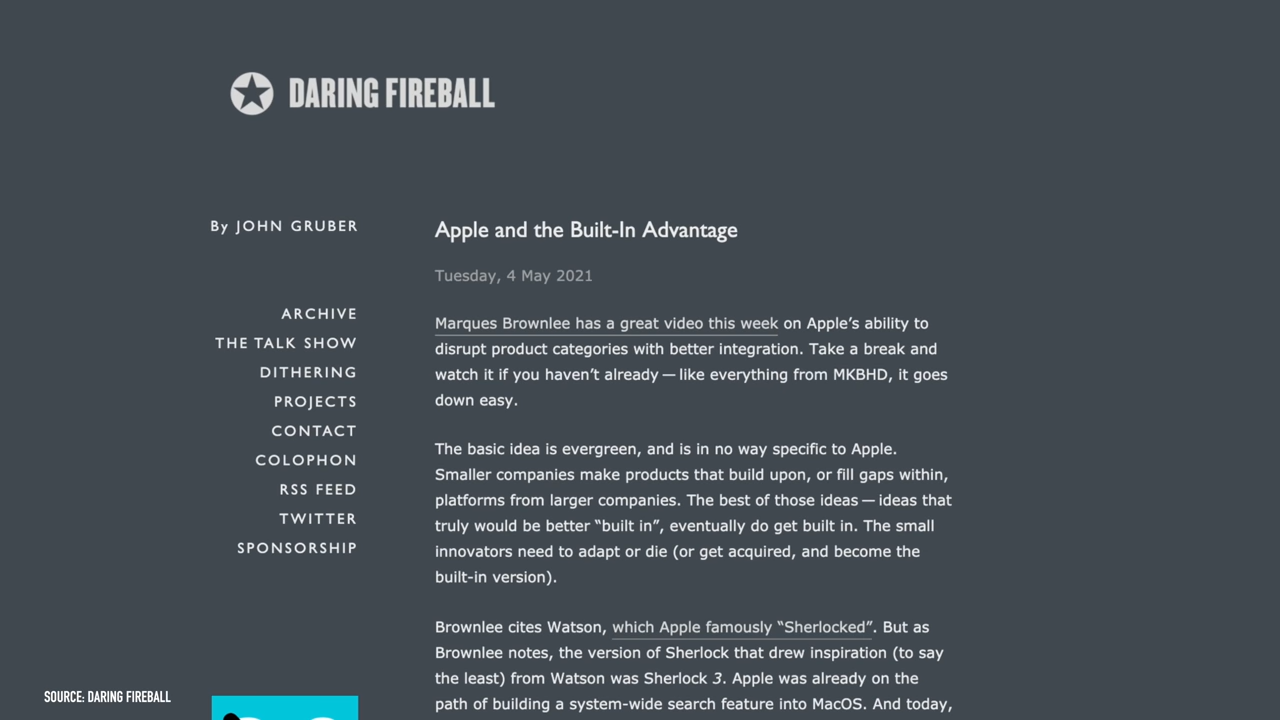 DARING FIREBALL
By JOHN GRUBER
ARCHIVE
THE TALK SHOW
DITHERING
PROJECTS
CONTACT
COLOPHON
RSS FEED
TWITTER
SPONSORSHIP
Apple and the Built-In Advantage
Tuesday, 4 May 2021
Marques Brownlee has a great video this week on Apple’s ability to
disrupt product categories with better integration. Take a break and
watch it if you haven’t already — like everything from MKBHD, it goes
down easy.
The basic idea is evergreen, and is in no way specific to Apple.
Smaller companies make products that build upon, or fill gaps within,
platforms from larger companies. The best of those ideas — ideas that
truly would be better “built in”, eventually do get built in. The small
innovators need to adapt or die (or get acquired, and become the
built-in version).
Brownlee cites Watson, which Apple famously “Sherlocked”. But as
Brownlee notes, the version of Sherlock that drew inspiration (to say
the least) from Watson was Sherlock 3. Apple was already on the
path of building a system-wide search feature into MacOS. And today,
SOURCE: DARING FIREBALL